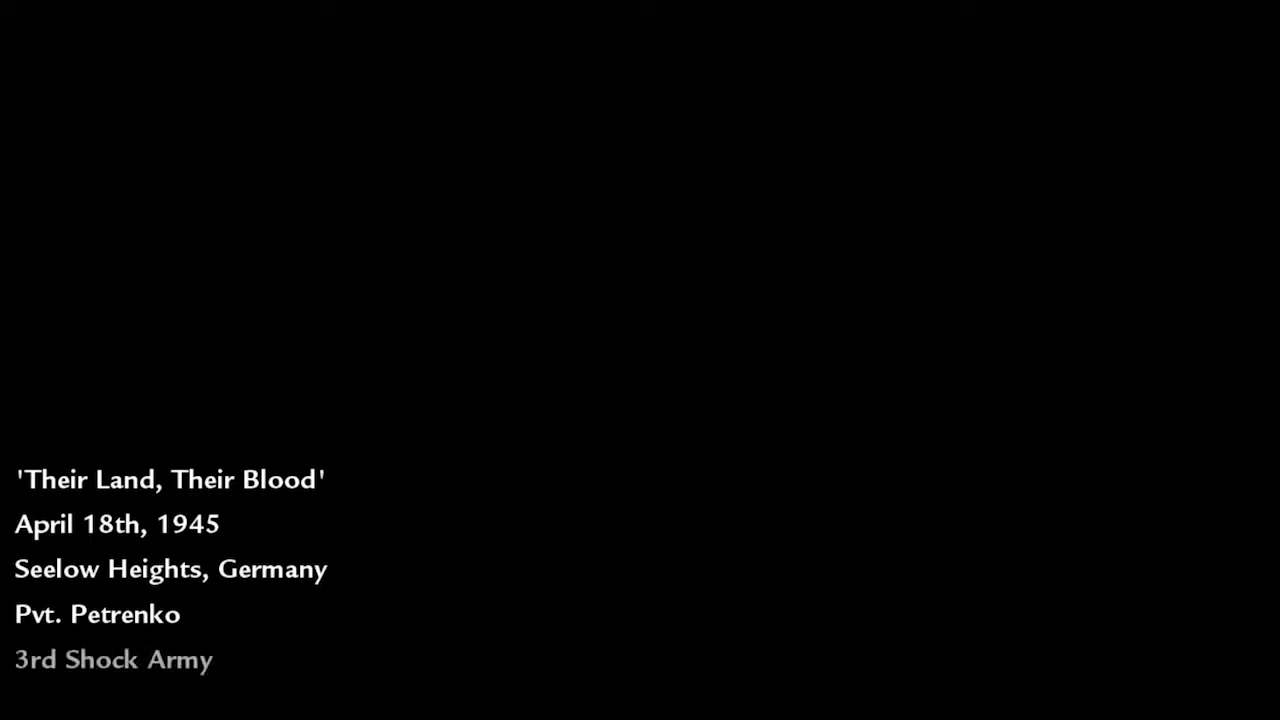 'Their Land, Their Blood'
April 18th, 1945
Seelow Heights, Germany
Pvt. Petrenko
3rd Shock Army